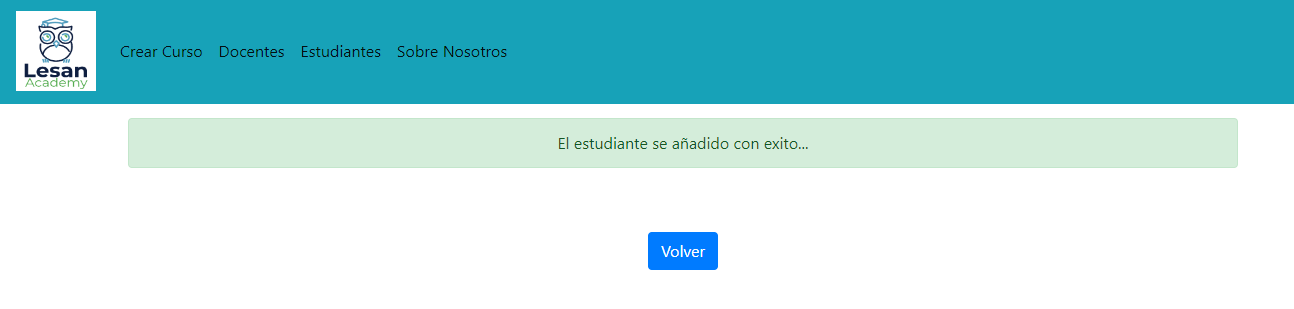 Lesan
Academy
Crear Curso Docentes Estudiantes Sobre Nosotros
El estudiante se añadido con exito...
Volver